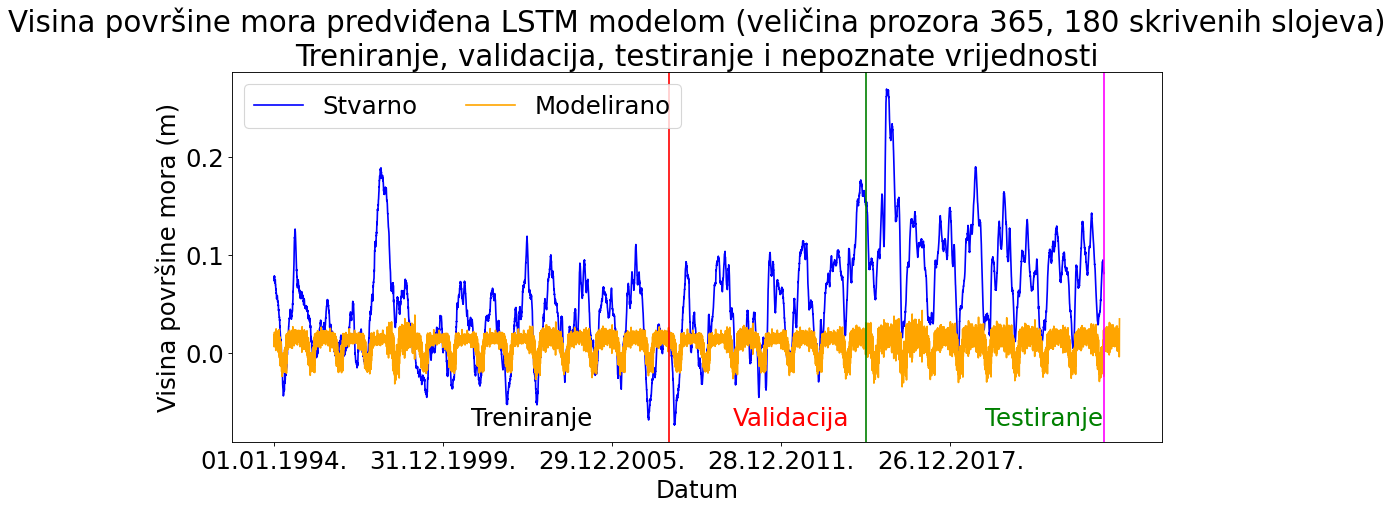 Visina površine mora predviđena LSTM modelom (veličina prozora 365, 180 skrivenih slojeva)
Treniranje, validacija, testiranje i nepoznate vrijednosti
Stvarno
Modelirano
Visina površine mora (m)
0.2
0.1
0.0
Treniranje
Validacija
Testiranje
01.01.1994.
31.12.1999.
29.12.2005.
28.12.2011.
26.12.2017.
Datum